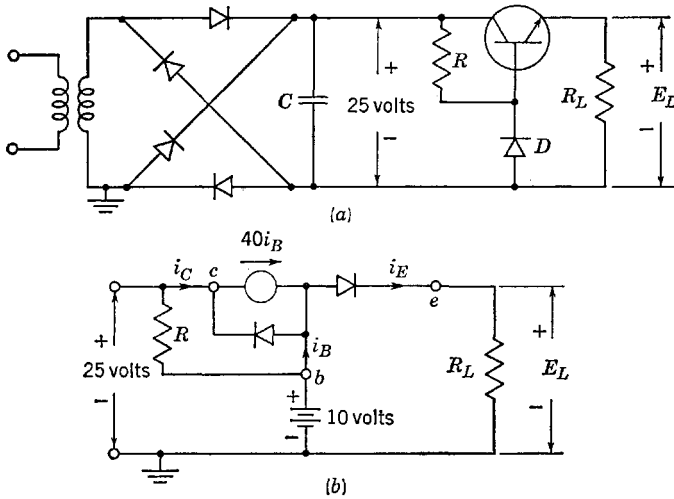 C
+
25 volts
−
R
D
R_L
+
E_L
−
(a)
40i_B
i_C
c
i_E
e
+
25 volts
−
R
i_B
b
+
10 volts
−
R_L
+
E_L
−
(b)